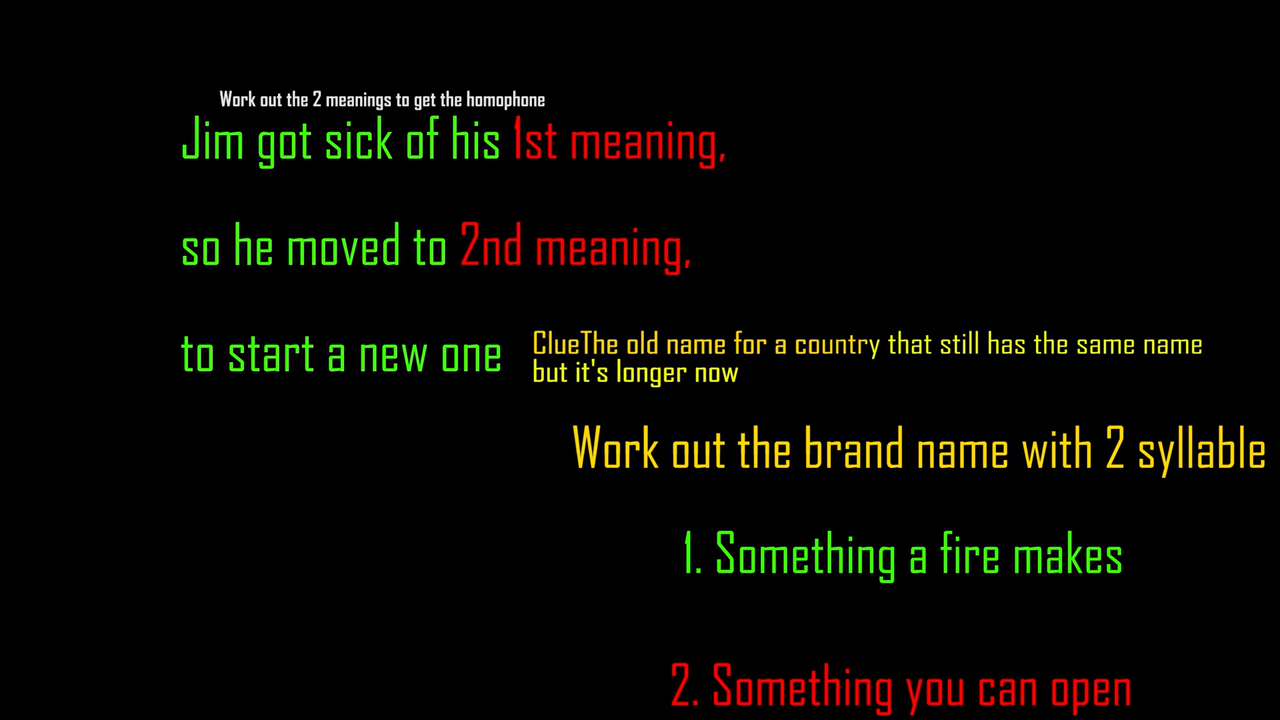 Work out the 2 meanings to get the homophone
Jim got sick of his 1st meaning,
so he moved to 2nd meaning,
to start a new one
ClueThe old name for a country that still has the same name
but it's longer now
Work out the brand name with 2 syllable
1. Something a fire makes
2. Something you can open